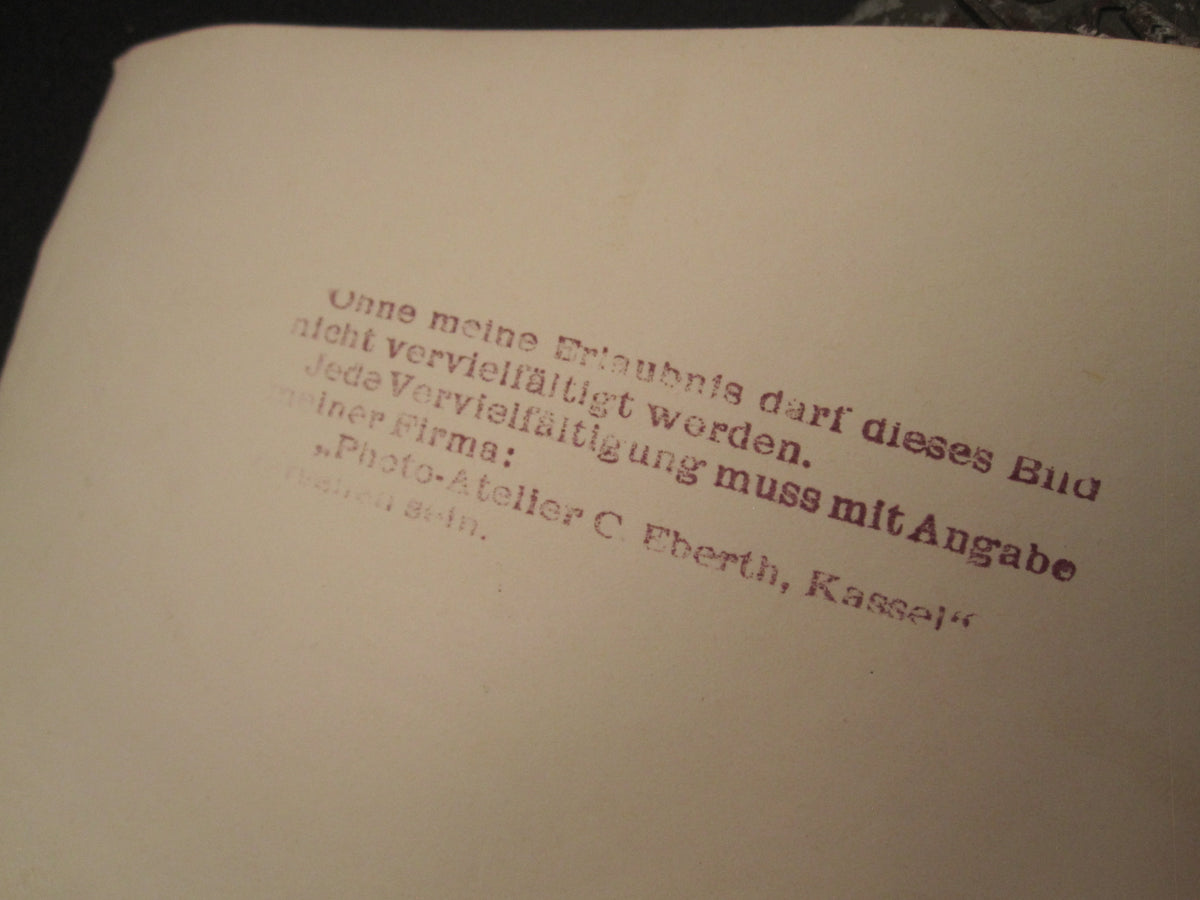 Ohne meine Erlaubnis darf dieses Bild
nicht vervielfältigt werden.
Jede Vervielfältigung muss mit Angabe
meiner Firma:
„Photo-Atelier C. Eberth, Kassel“
sein.